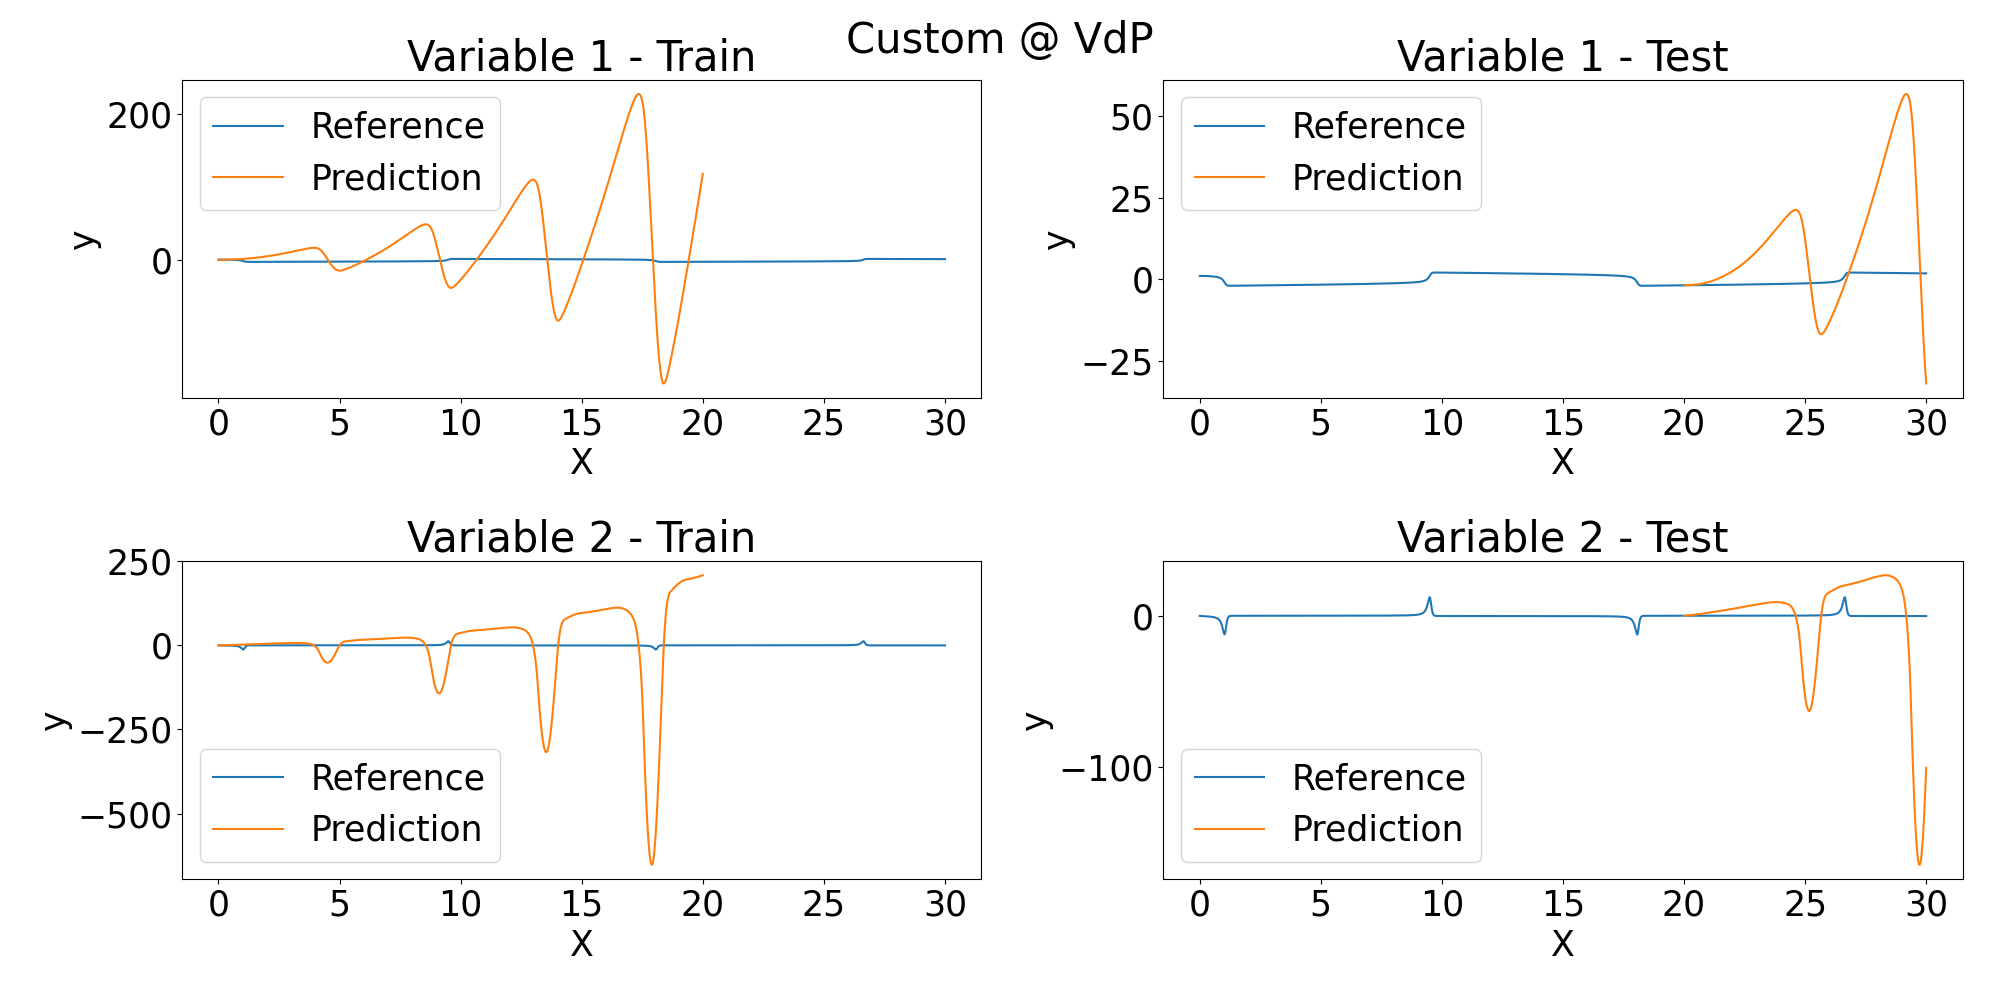 Custom @ VdP
Variable 1 - Train
200
0
y
Reference
Prediction
0 5 10 15 20 25 30
X
Variable 1 - Test
50
25
0
−25
y
Reference
Prediction
0 5 10 15 20 25 30
X
Variable 2 - Train
250
0
−250
−500
y
Reference
Prediction
0 5 10 15 20 25 30
X
Variable 2 - Test
0
−100
y
Reference
Prediction
0 5 10 15 20 25 30
X